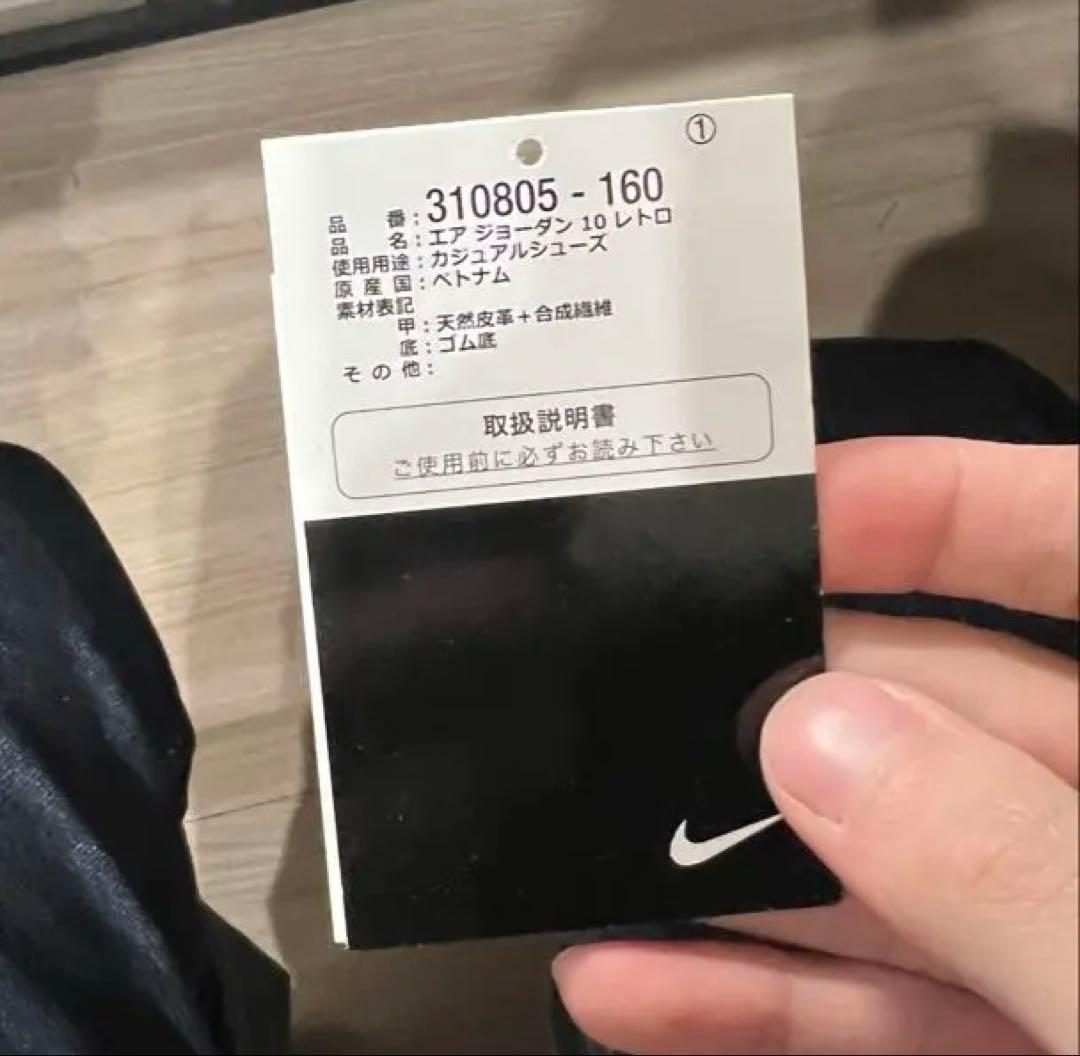 ①
品番:310805-160
品名:エア ジョーダン 10 レトロ
使用用途:カジュアルシューズ
原産国:ベトナム
素材表記
甲:天然皮革+合成繊維
底:ゴム底
その他:
取扱説明書
ご使用前に必ずお読み下さい